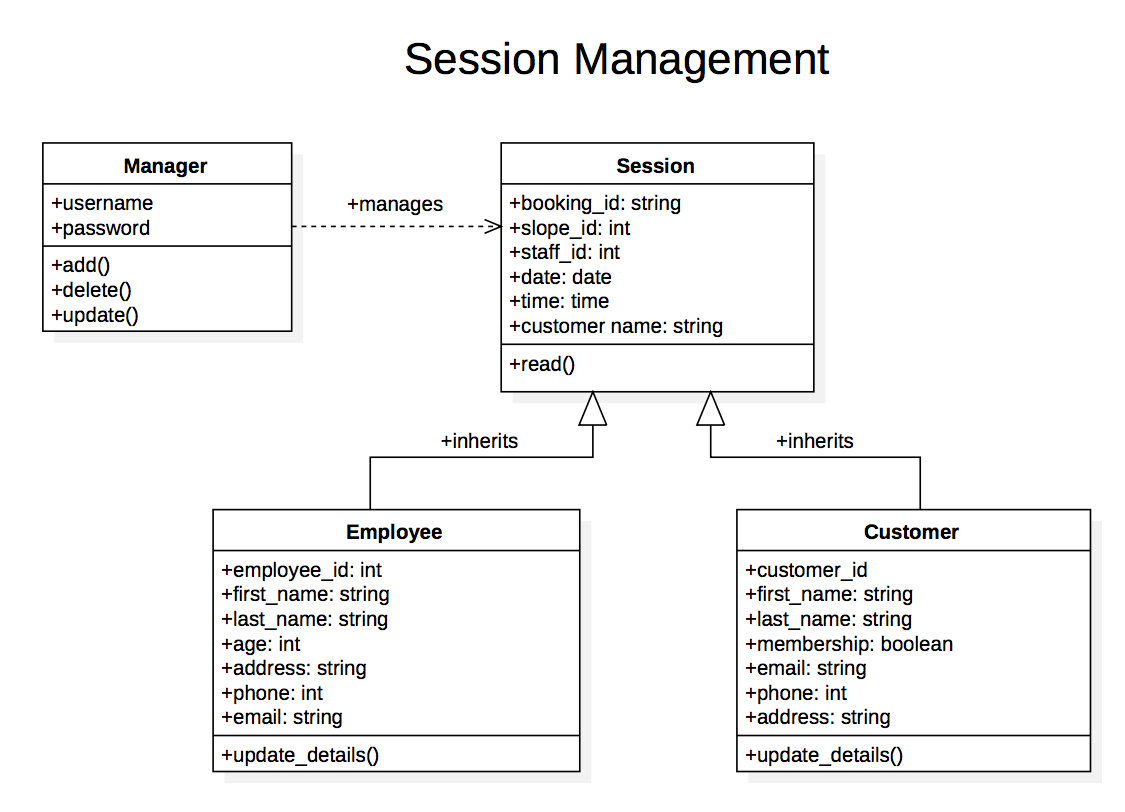 Session Management
Manager
+username
+password
+add()
+delete()
+update()
+manages
Session
+booking_id: string
+slope_id: int
+staff_id: int
+date: date
+time: time
+customer name: string
+read()
+inherits
+inherits
Employee
+employee_id: int
+first_name: string
+last_name: string
+age: int
+address: string
+phone: int
+email: string
+update_details()
Customer
+customer_id
+first_name: string
+last_name: string
+membership: boolean
+email: string
+phone: int
+address: string
+update_details()